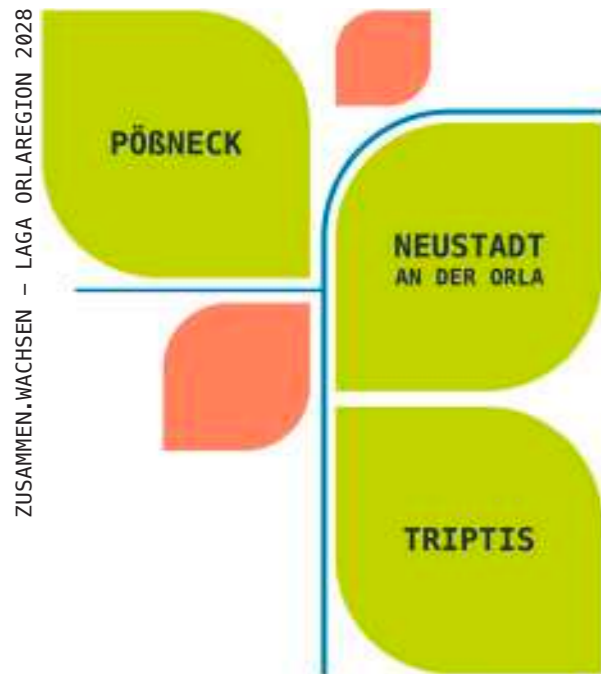 ZUSAMMEN.WACHSEN – LAGA ORLAREGION 2028
PÖẞNECK
NEUSTADT
AN DER ORLA
TRIPTIS